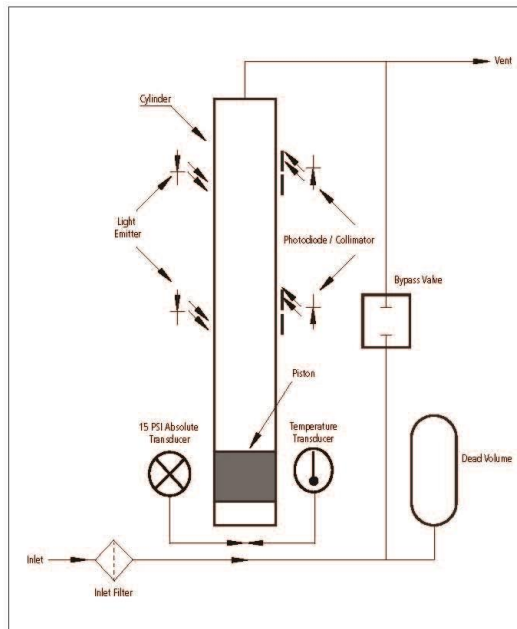 Vent
Cylinder
Light
Emitter
Photodiode / Collimator
Bypass Valve
Piston
15 PSI Absolute
Transducer
Temperature
Transducer
Dead Volume
Inlet
Inlet Filter